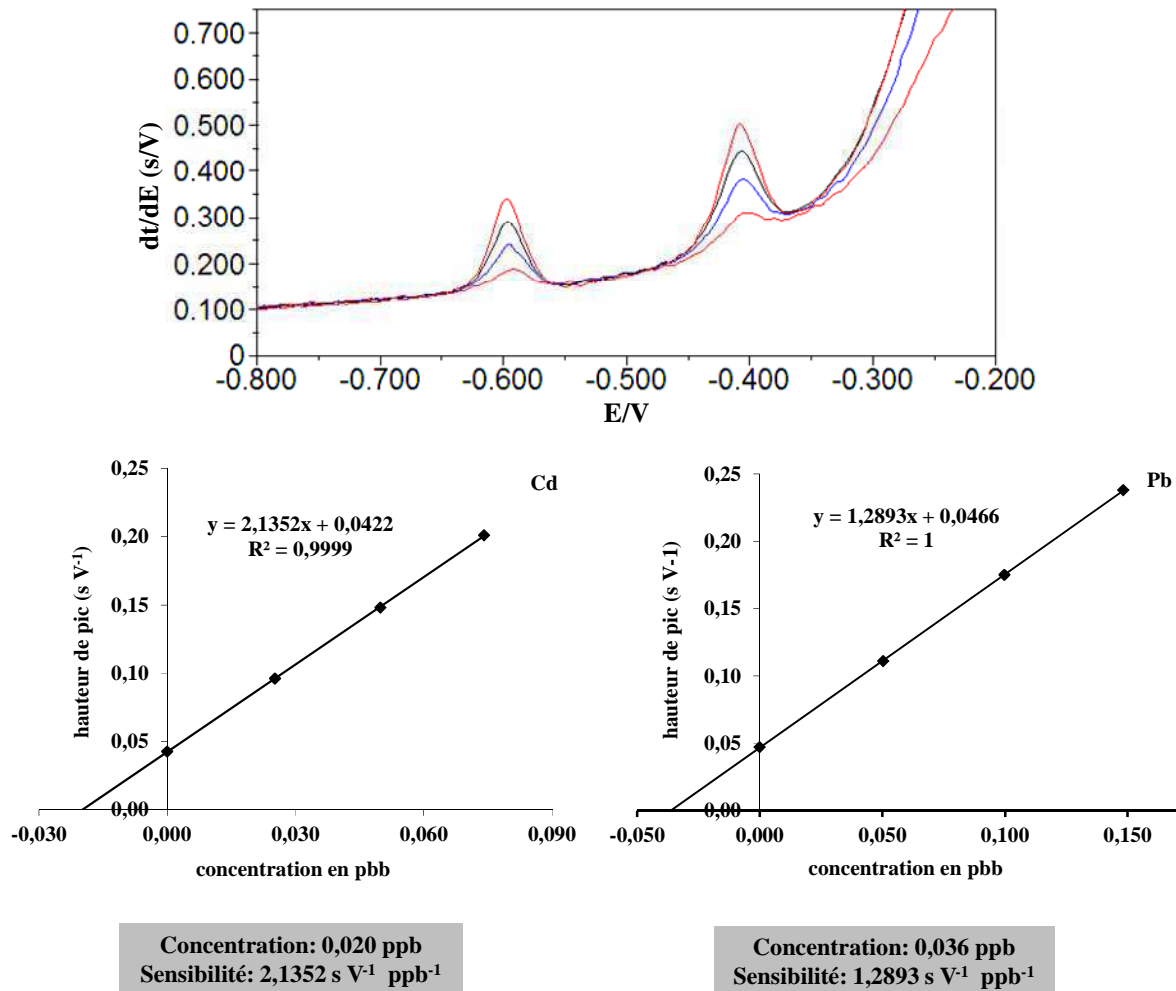 0.700
0.600
0.500
0.400
0.300
0.200
0.100
0
dt/dE (s/V)
-0.800 -0.700 -0.600 -0.500 -0.400 -0.300 -0.200
E/V
0,25
0,20
0,15
0,10
0,05
0,00
hauteur de pic (s V⁻¹)
Cd
y = 2,1352x + 0,0422
R² = 0,9999
-0,030 0,000 0,030 0,060 0,090
concentration en pbb
0,25
0,20
0,15
0,10
0,05
0,00
hauteur de pic (s V-1)
Pb
y = 1,2893x + 0,0466
R² = 1
-0,050 0,000 0,050 0,100 0,150
concentration en pbb
Concentration: 0,020 ppb
Sensibilité: 2,1352 s V⁻¹ ppb⁻¹
Concentration: 0,036 ppb
Sensibilité: 1,2893 s V⁻¹ ppb⁻¹